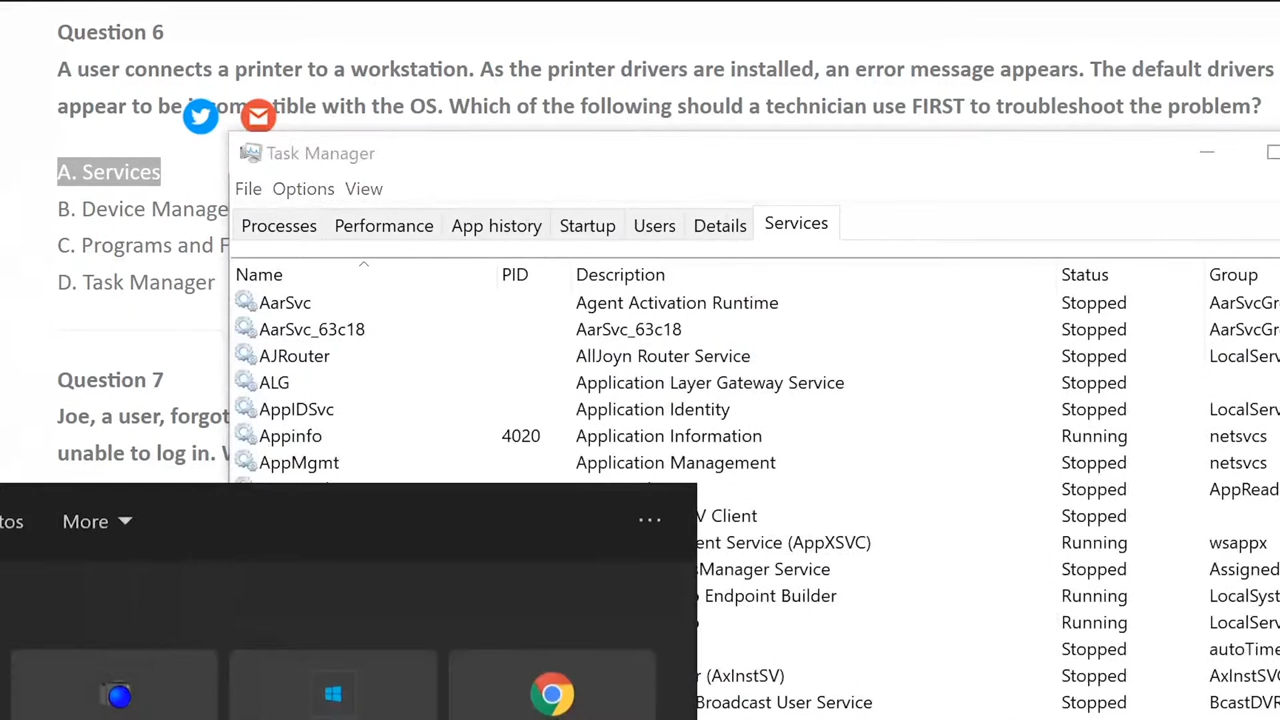 Question 6
A user connects a printer to a workstation. As the printer drivers are installed, an error message appears. The default drivers
appear to be with the OS. Which of the following should a technician use FIRST to troubleshoot the problem?
A. Services
B. Device Manage
C. Programs and F
D. Task Manager
Question 7
Joe, a user, forgot
unable to log in. W
Task Manager
File Options View
Processes Performance App history Startup Users Details Services
Name PID Description Status Group
AarSvc Agent Activation Runtime Stopped AarSvcGr
AarSvc_63c18 AarSvc_63c18 Stopped AarSvcGr
AJRouter AllJoyn Router Service Stopped LocalServ
ALG Application Layer Gateway Service Stopped
AppIDSvc Application Identity Stopped LocalServ
Appinfo 4020 Application Information Running netsvcs
AppMgmt Application Management Stopped netsvcs
Stopped AppRead
V Client Stopped
ent Service (AppXSVC) Running wsappx
sManager Service Stopped Assigned
Endpoint Builder Running LocalSyst
Running LocalServ
Stopped autoTime
(AxInstSV) Stopped AxInstSV
Broadcast User Service Stopped BcastDVR
tos More ...